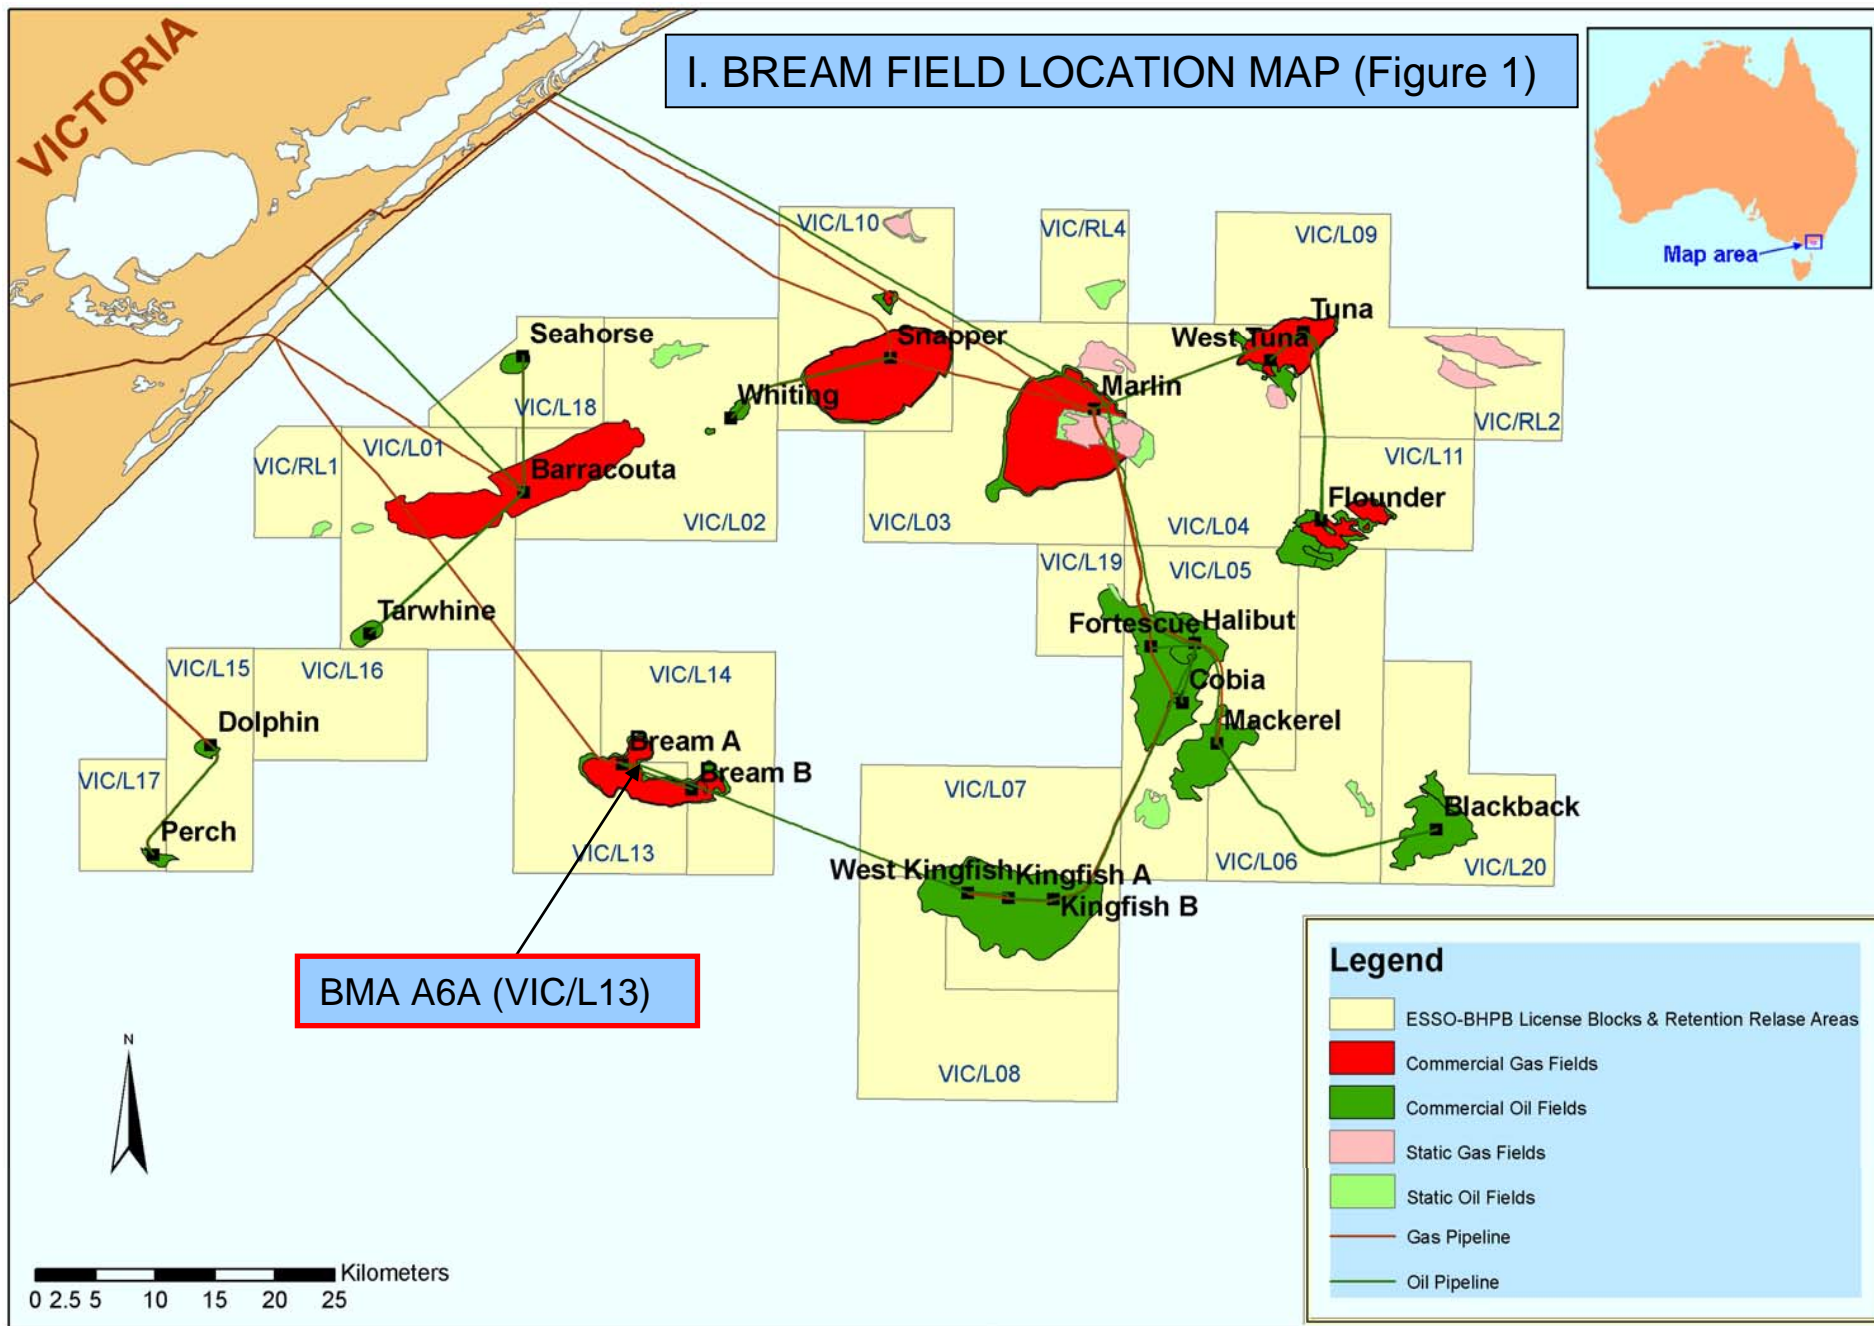 I. BREAM FIELD LOCATION MAP (Figure 1)
VICTORIA
Map area
VIC/L10
VIC/RL4
VIC/L09
Tuna
Seahorse
Snapper
West Tuna
Whiting
Marlin
VIC/L18
VIC/RL2
VIC/L01
VIC/RL1
Barracouta
VIC/L11
Flounder
VIC/L02
VIC/L03
VIC/L04
VIC/L19
VIC/L05
Tarwhine
Fortescue
Halibut
VIC/L15
VIC/L16
VIC/L14
Cobia
Dolphin
Mackerel
Bream A
Bream B
VIC/L17
VIC/L07
Blackback
Perch
VIC/L13
West Kingfish
Kingfish A
VIC/L06
VIC/L20
Kingfish B
BMA A6A (VIC/L13)
VIC/L08
N
Kilometers
0 2.5 5 10 15 20 25
Legend
ESSO-BHPB License Blocks & Retention Relase Areas
Commercial Gas Fields
Commercial Oil Fields
Static Gas Fields
Static Oil Fields
Gas Pipeline
Oil Pipeline